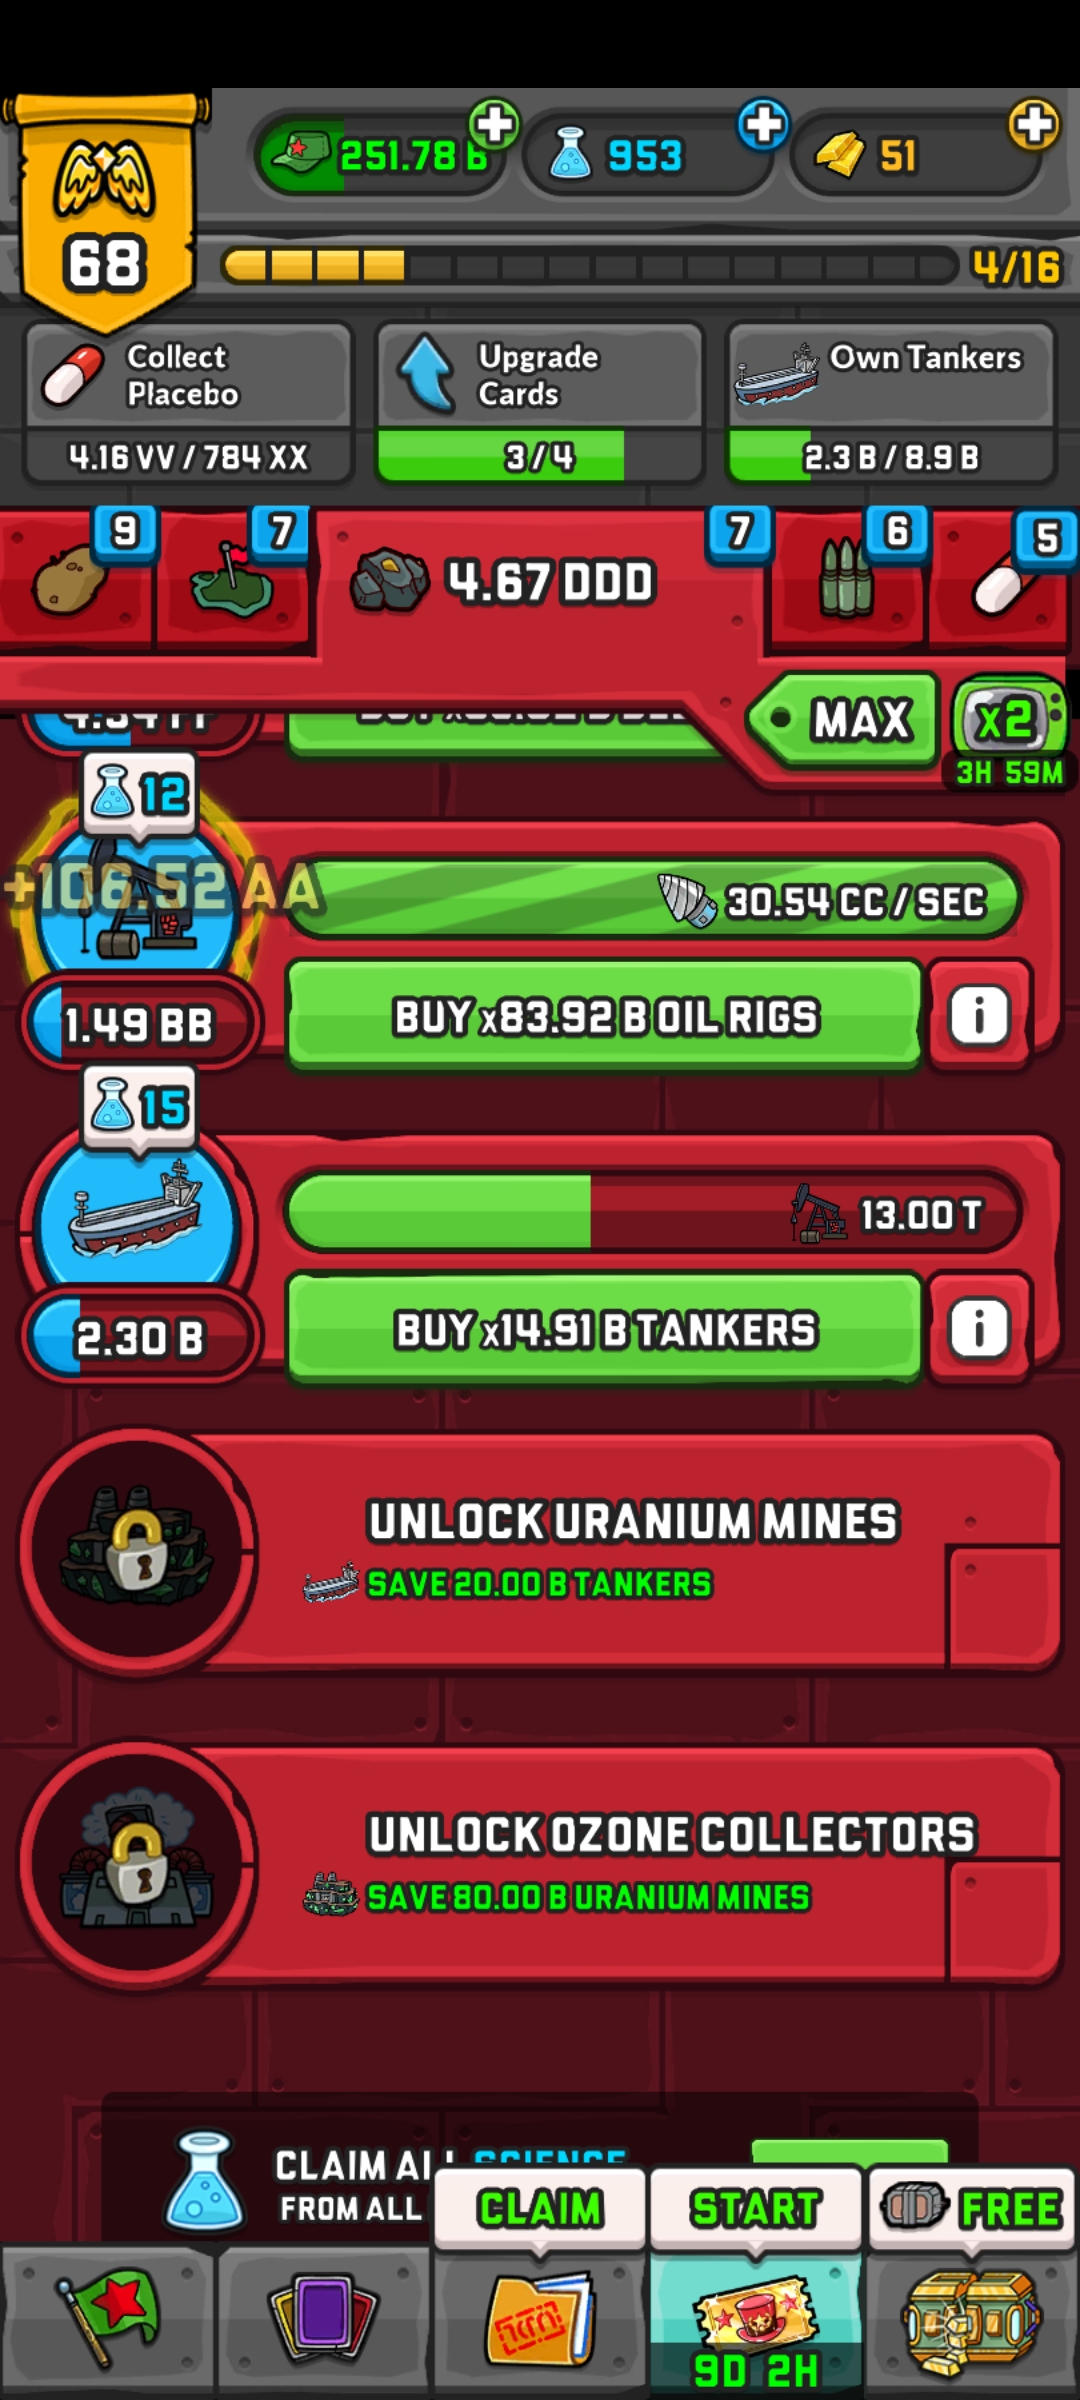 251.78 B
953
51
68
4/16
Collect
Placebo
4.16 VV / 784 XX
Upgrade
Cards
3 / 4
Own Tankers
2.3 B / 8.9 B
9
7
4.67 DDD
7
6
5
MAX
x2
3H 59M
12
+106.52 AA
30.54 CC / SEC
1.49 BB
BUY x83.92 B OIL RIGS
i
15
13.00 T
2.30 B
BUY x14.91 B TANKERS
i
UNLOCK URANIUM MINES
SAVE 20.00 B TANKERS
UNLOCK OZONE COLLECTORS
SAVE 80.00 B URANIUM MINES
CLAIM ALL SCIENCE
FROM ALL
CLAIM
START
FREE
9D 2H